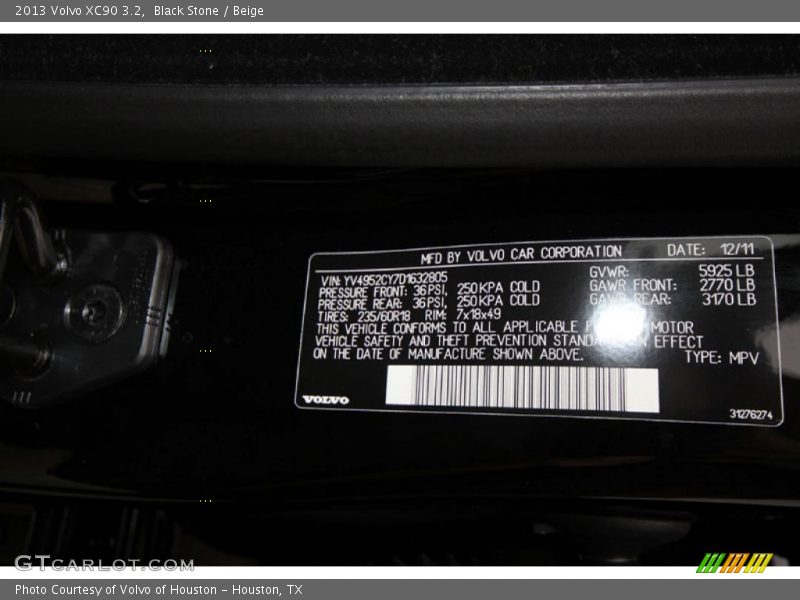 2013 Volvo XC90 3.2, Black Stone / Beige
MFD BY VOLVO CAR CORPORATION DATE: 12/11
VIN: YV4952CY7D1632805 GVWR: 5925 LB
PRESSURE FRONT: 36 PSI, 250 KPA COLD GAWR FRONT: 2770 LB
PRESSURE REAR: 36 PSI, 250 KPA COLD GAWR REAR: 3170 LB
TIRES: 235/60R18 RIM: 7x18x49
THIS VEHICLE CONFORMS TO ALL APPLICABLE MOTOR
VEHICLE SAFETY AND THEFT PREVENTION IN EFFECT
ON THE DATE OF MANUFACTURE SHOWN ABOVE. TYPE: MPV
VOLVO
31276274
GTCARLOT.COM
Photo Courtesy of Volvo of Houston - Houston, TX